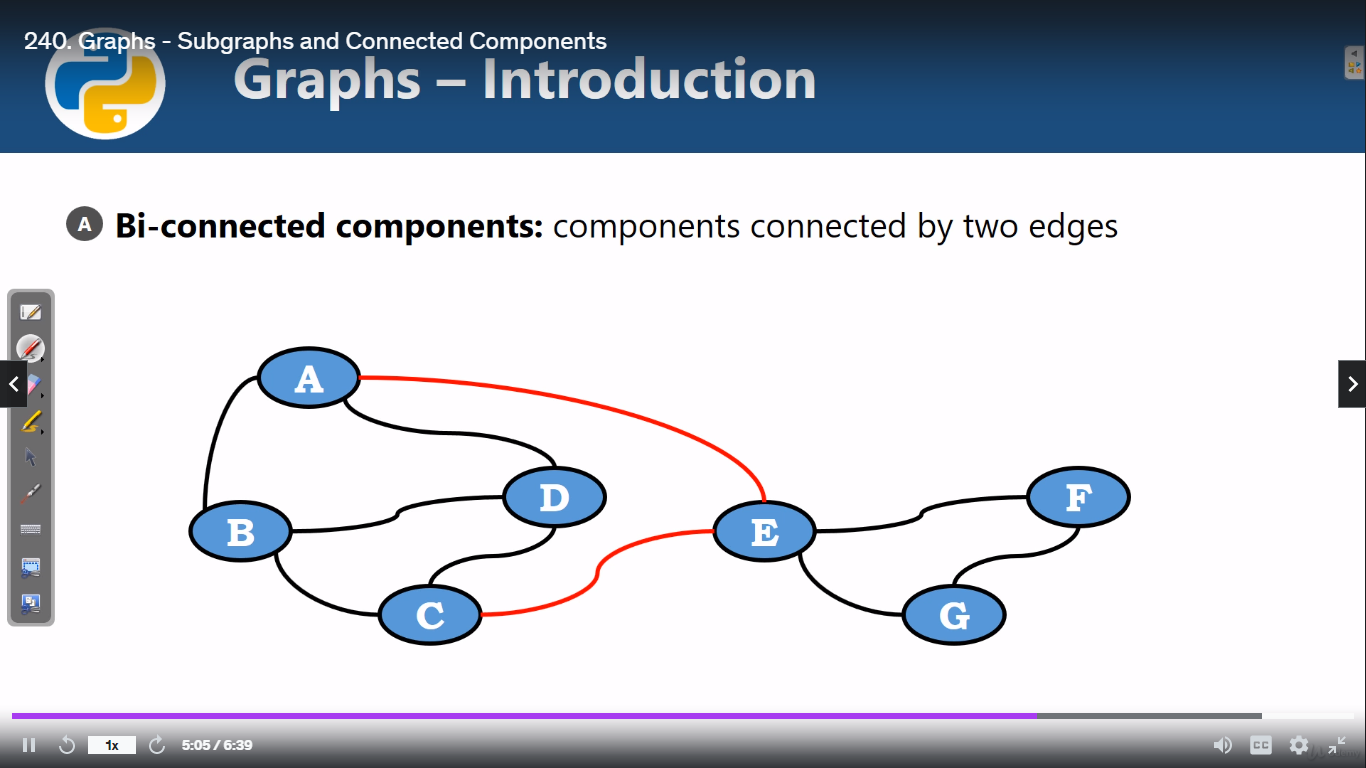 240. Graphs - Subgraphs and Connected Components
Graphs – Introduction
A Bi-connected components: components connected by two edges
A
D
F
B
E
C
G
1x
5:05 / 6:39
CC